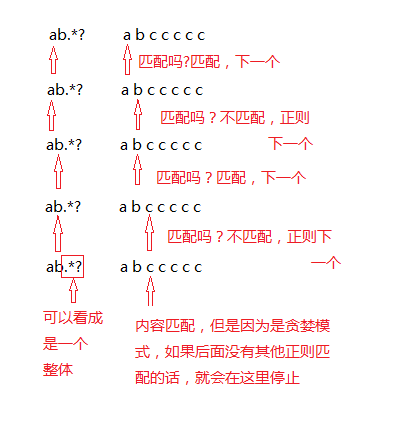 ab.*? a b c c c c c
匹配吗?匹配，下一个
ab.*? a b c c c c c
匹配吗？不匹配，正则
下一个
ab.*? a b c c c c c
匹配吗？匹配，下一个
ab.*? a b c c c c c
匹配吗？不匹配，正则下
一个
ab.*? a b c c c c c
可以看成
是一个
整体
内容匹配，但是因为是贪婪模
式，如果后面没有其他正则匹
配的话，就会在这里停止